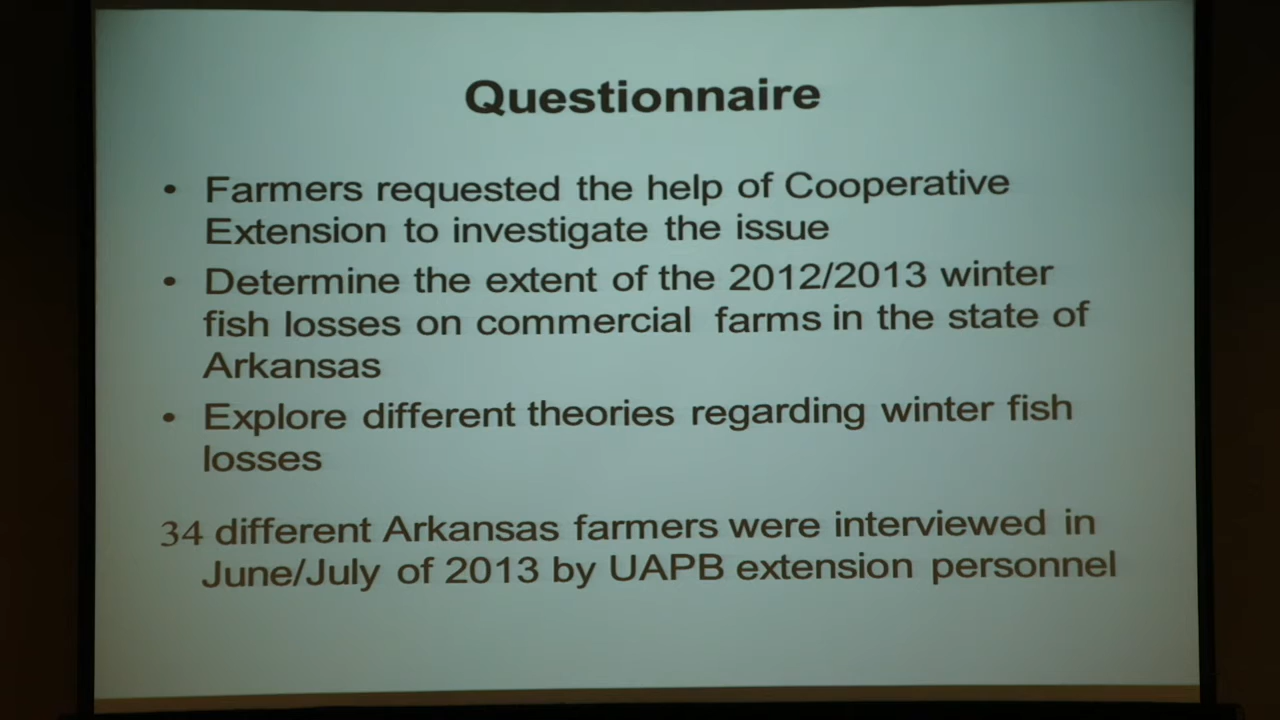 Questionnaire
• Farmers requested the help of Cooperative
Extension to investigate the issue
• Determine the extent of the 2012/2013 winter
fish losses on commercial farms in the state of
Arkansas
• Explore different theories regarding winter fish
losses
34 different Arkansas farmers were interviewed in
June/July of 2013 by UAPB extension personnel